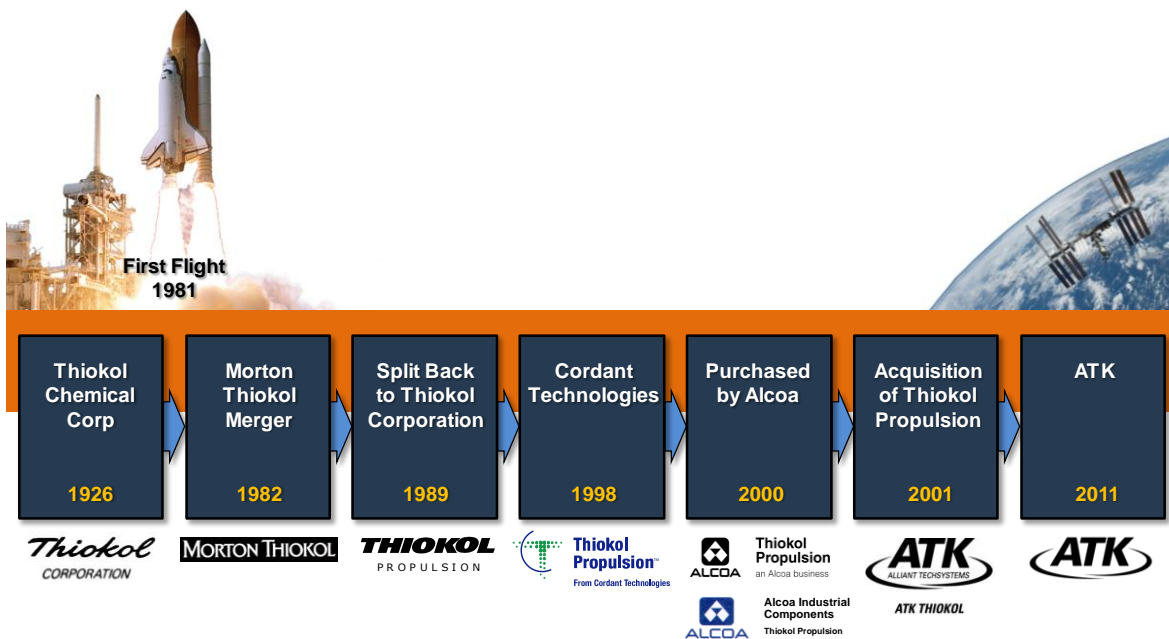 First Flight
1981
Thiokol
Chemical
Corp
1926
Morton
Thiokol
Merger
1982
Split Back
to Thiokol
Corporation
1989
Cordant
Technologies
1998
Purchased
by Alcoa
2000
Acquisition
of Thiokol
Propulsion
2001
ATK
2011
Thiokol
CORPORATION
MORTON THIOKOL
THIOKOL
PROPULSION
Thiokol
Propulsion™
From Cordant Technologies
ALCOA
Thiokol
Propulsion
an Alcoa business
ALCOA
Alcoa Industrial
Components
Thiokol Propulsion
ATK
ALLIANT TECHSYSTEMS
ATK THIOKOL
ATK